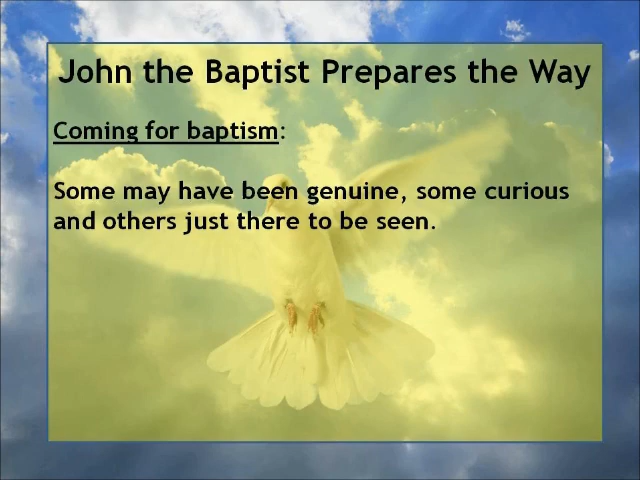 John the Baptist Prepares the Way
Coming for baptism:
Some may have been genuine, some curious
and others just there to be seen.